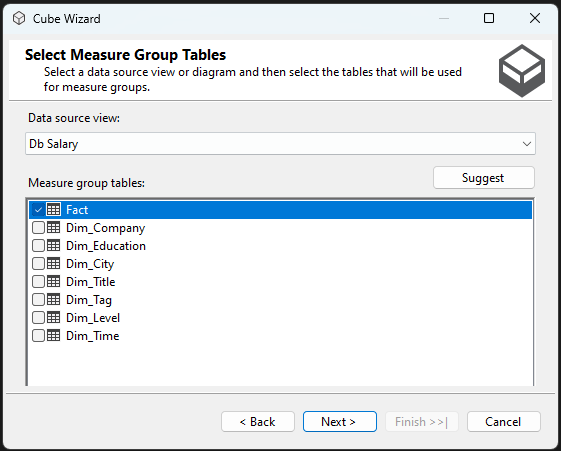 Cube Wizard
Select Measure Group Tables
Select a data source view or diagram and then select the tables that will be used
for measure groups.
Data source view:
Db Salary
Measure group tables:
Suggest
Fact
Dim_Company
Dim_Education
Dim_City
Dim_Title
Dim_Tag
Dim_Level
Dim_Time
< Back
Next >
Finish >>|
Cancel